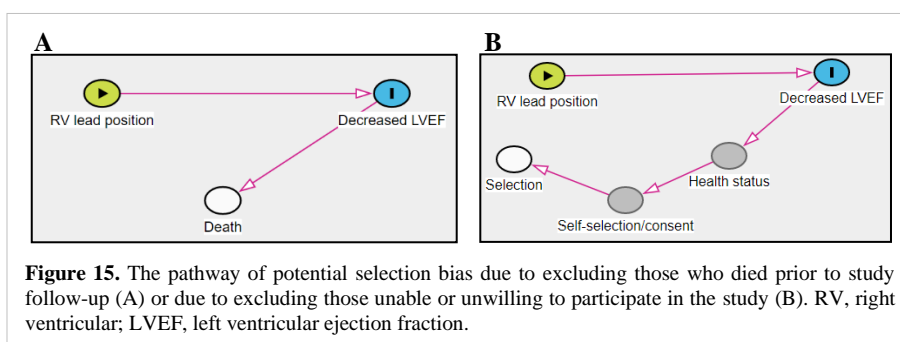 A
RV lead position
Decreased LVEF
Death
B
RV lead position
Decreased LVEF
Health status
Selection
Self-selection/consent
Figure 15. The pathway of potential selection bias due to excluding those who died prior to study
follow-up (A) or due to excluding those unable or unwilling to participate in the study (B). RV, right
ventricular; LVEF, left ventricular ejection fraction.